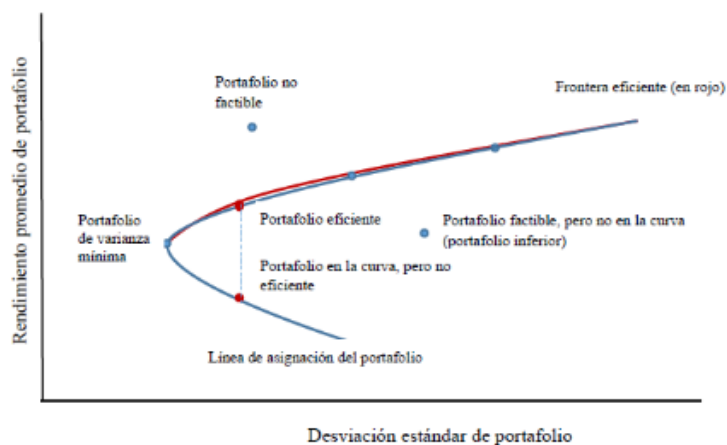 Rendimiento promedio de portafolio
Portafolio no
factible
Frontera eficiente (en rojo)
Portafolio
de varianza
mínima
Portafolio eficiente
Portafolio factible, pero no en la curva
(portafolio inferior)
Portafolio en la curva, pero no
eficiente
Línea de asignación del portafolio
Desviación estándar de portafolio